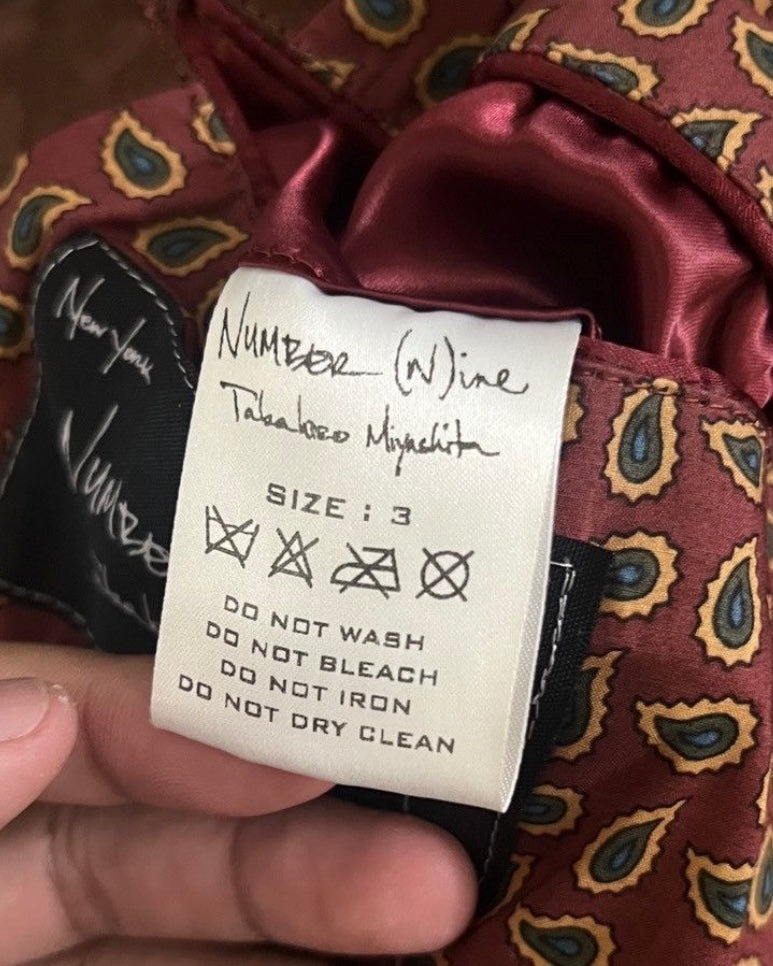 New York
NUMBE
NUMBER (N)ine
Takahiro Miyashita
SIZE : 3
DO NOT WASH
DO NOT BLEACH
DO NOT IRON
DO NOT DRY CLEAN